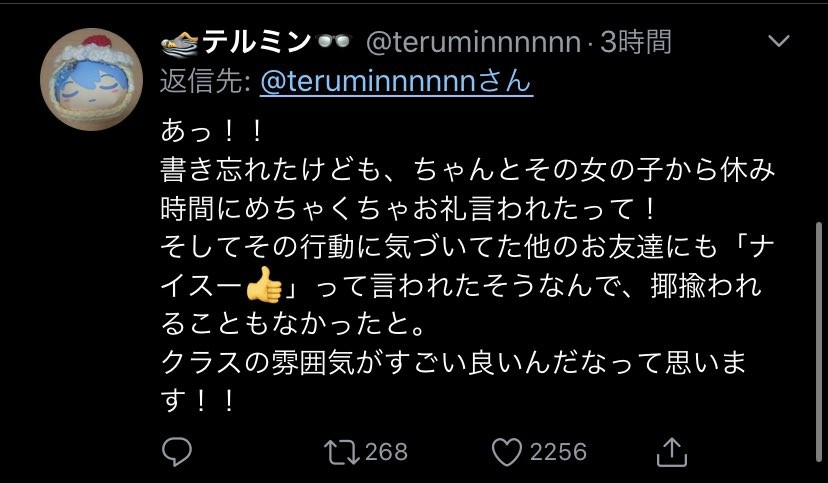 テルミン🕶 @teruminnnnnn · 3時間
返信先: @teruminnnnnnさん
あっ！！
書き忘れたけども、ちゃんとその女の子から休み
時間にめちゃくちゃお礼言われたって！
そしてその行動に気づいてた他のお友達にも「ナ
イスー👍」って言われたそうなんで、揶揄われ
ることもなかったと。
クラスの雰囲気がすごい良いんだなって思いま
す！！
268 2256